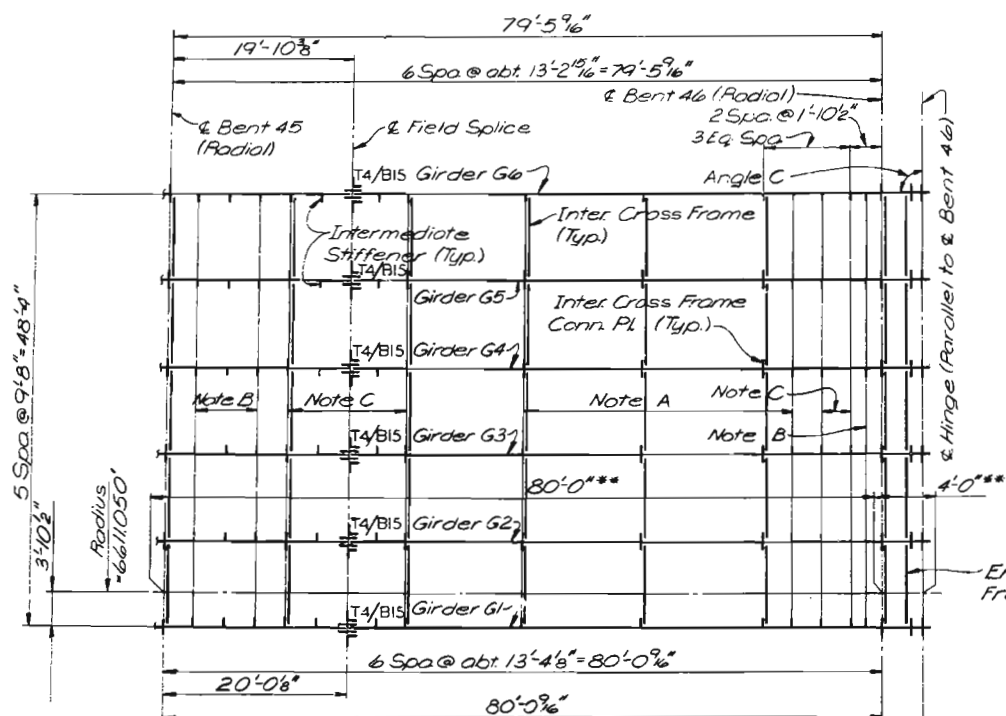 79'-5 9/16"
19'-10 3/8"
6 Spa. @ abt. 13'-2 15/16" = 79'-5 9/16"
℄ Bent 46 (Radial)
2 Spa. @ 1'-10 1/2"
3 Eq. Spa.
℄ Bent 45
(Radial)
℄ Field Splice
T4/B15 Girder G6
Angle C
Inter. Cross Frame
(Typ.)
Intermediate
Stiffener (Typ.)
T4/B15
Girder G5
Inter. Cross Frame
Conn. Pl. (Typ.)
T4/B15 Girder G4
℄ Hinge (Parallel to ℄ Bent 46)
5 Spa @ 9'-8" = 48'-4"
Note B
Note C
Note A
Note C
Note B
T4/B15 Girder G3
80'-0"**
4'-0"**
Radius
=6611.050'
3'-10 1/2"
T4/B15 Girder G2
T4/B15 Girder G1
6 Spa @ abt. 13'-4 1/8" = 80'-0 9/16"
20'-0 1/8"
80'-0 9/16"